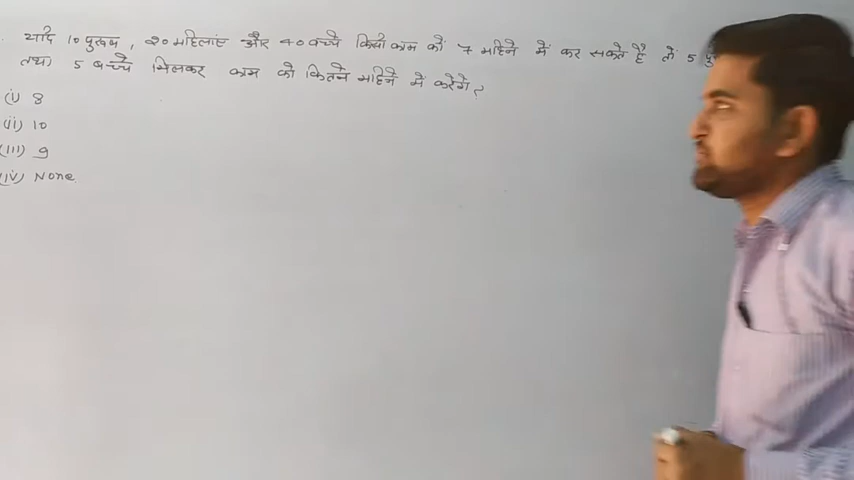 यदि 10 पुरूष, 20 महिलाएं और 40 बच्चे किसी काम को 7 महिने में कर सकते है तो 5
तथा 5 बच्चे मिलकर काम को कितने महिने में करेंगे ?
(i) 8
(ii) 10
(iii) 9
(iv) None